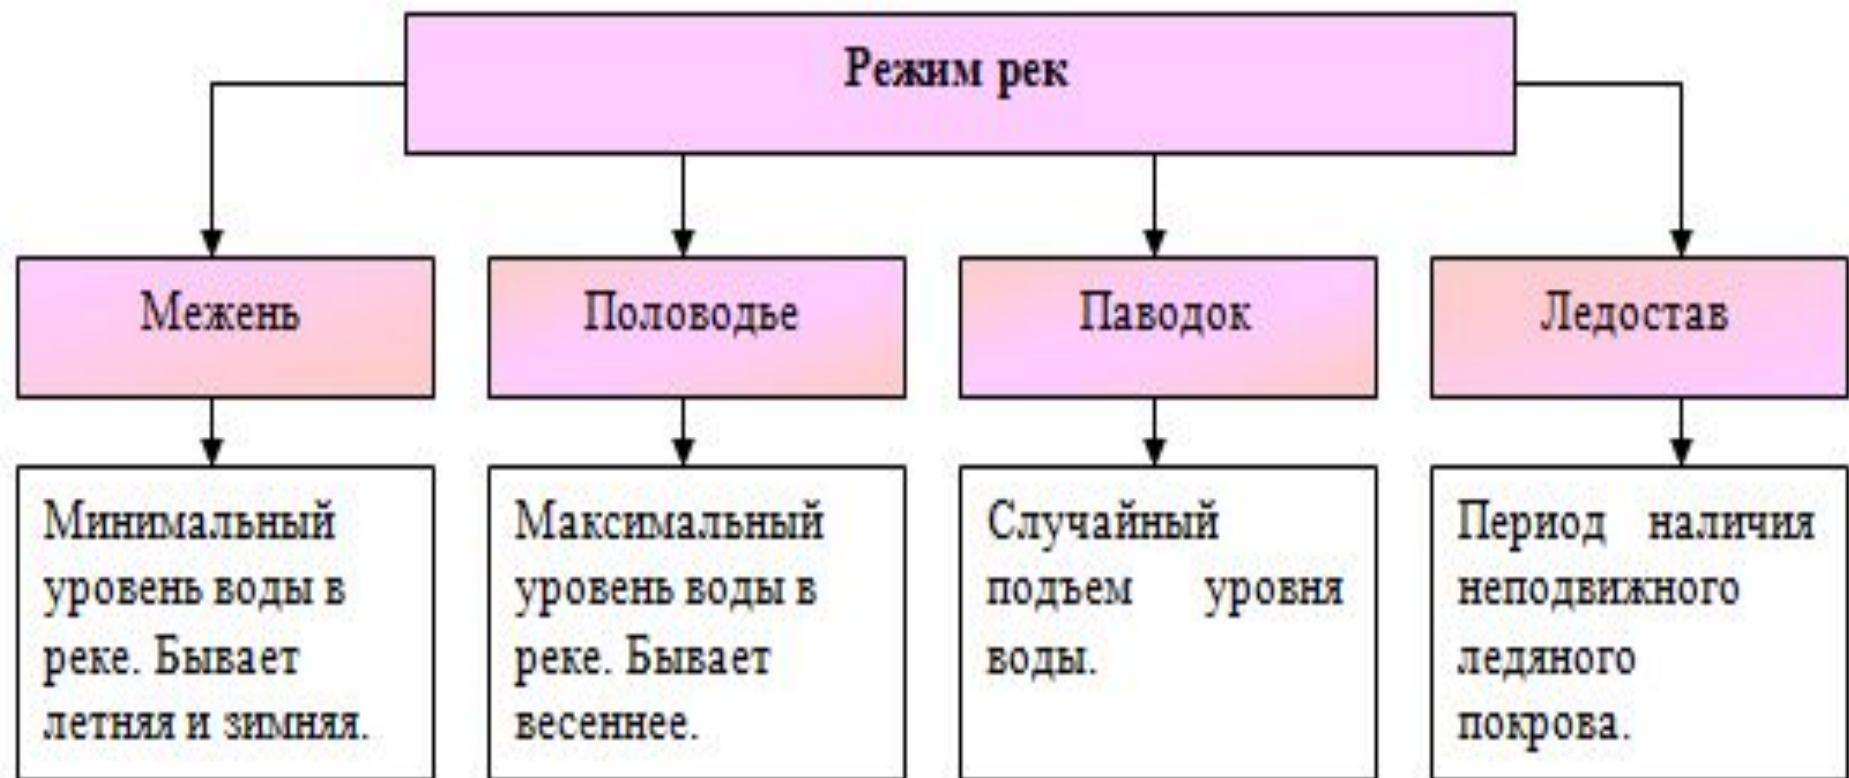 Режим рек
Межень
Половодье
Паводок
Ледостав
Минимальный
уровень воды в
реке. Бывает
летняя и зимняя.
Максимальный
уровень воды в
реке. Бывает
весеннее.
Случайный
подъем уровня
воды.
Период наличия
неподвижного
ледяного
покрова.